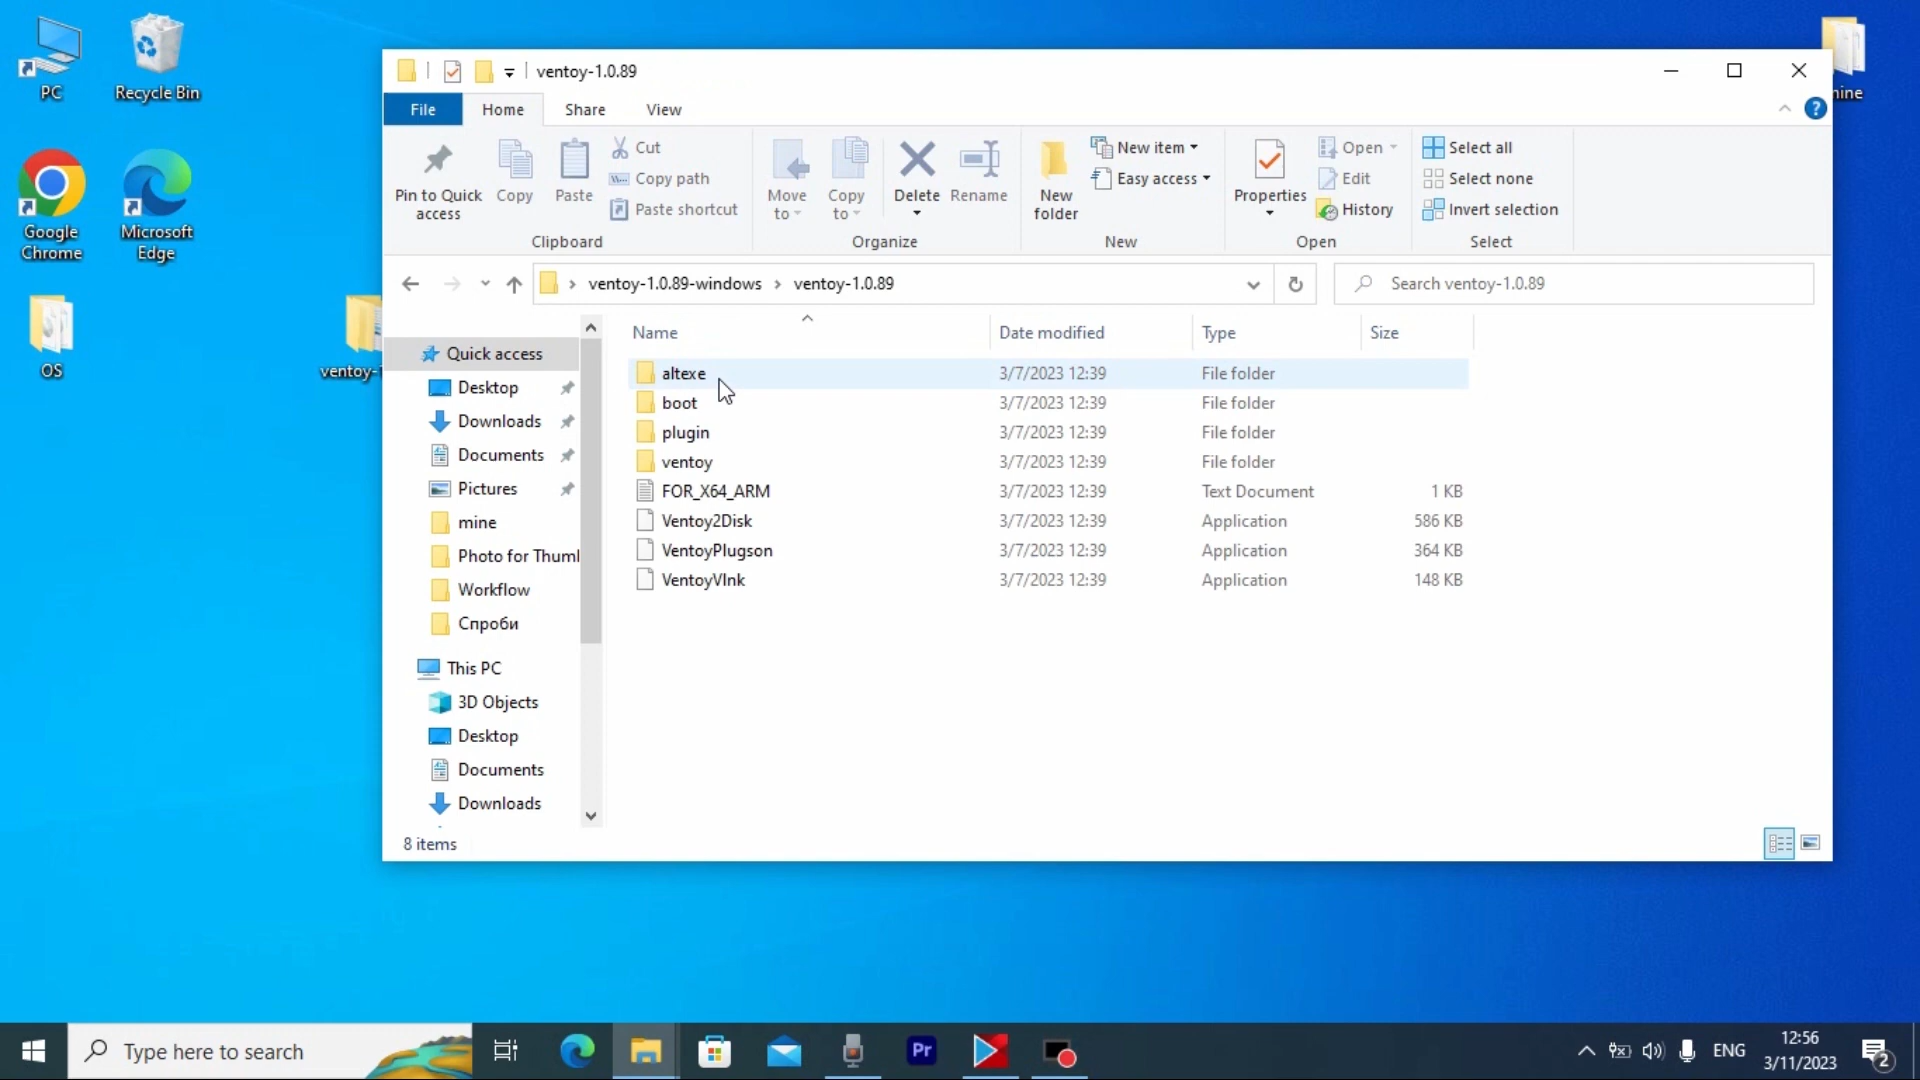 PC
Recycle Bin
Google
Chrome
Microsoft
Edge
OS
ventoy-1
mine
ventoy-1.0.89
File
Home
Share
View
Pin to Quick
access
Copy
Paste
Cut
Copy path
Paste shortcut
Clipboard
Move
to
Copy
to
Delete
Rename
Organize
New
folder
New item
Easy access
New
Properties
Open
Edit
History
Open
Select all
Select none
Invert selection
Select
ventoy-1.0.89-windows
ventoy-1.0.89
Search ventoy-1.0.89
Quick access
Desktop
Downloads
Documents
Pictures
mine
Photo for Thuml
Workflow
Спроби
This PC
3D Objects
Desktop
Documents
Downloads
Name Date modified Type Size
altexe 3/7/2023 12:39 File folder
boot 3/7/2023 12:39 File folder
plugin 3/7/2023 12:39 File folder
ventoy 3/7/2023 12:39 File folder
FOR_X64_ARM 3/7/2023 12:39 Text Document 1 KB
Ventoy2Disk 3/7/2023 12:39 Application 586 KB
VentoyPlugson 3/7/2023 12:39 Application 364 KB
VentoyVlnk 3/7/2023 12:39 Application 148 KB
8 items
Type here to search
Pr
ENG
12:56
3/11/2023
2